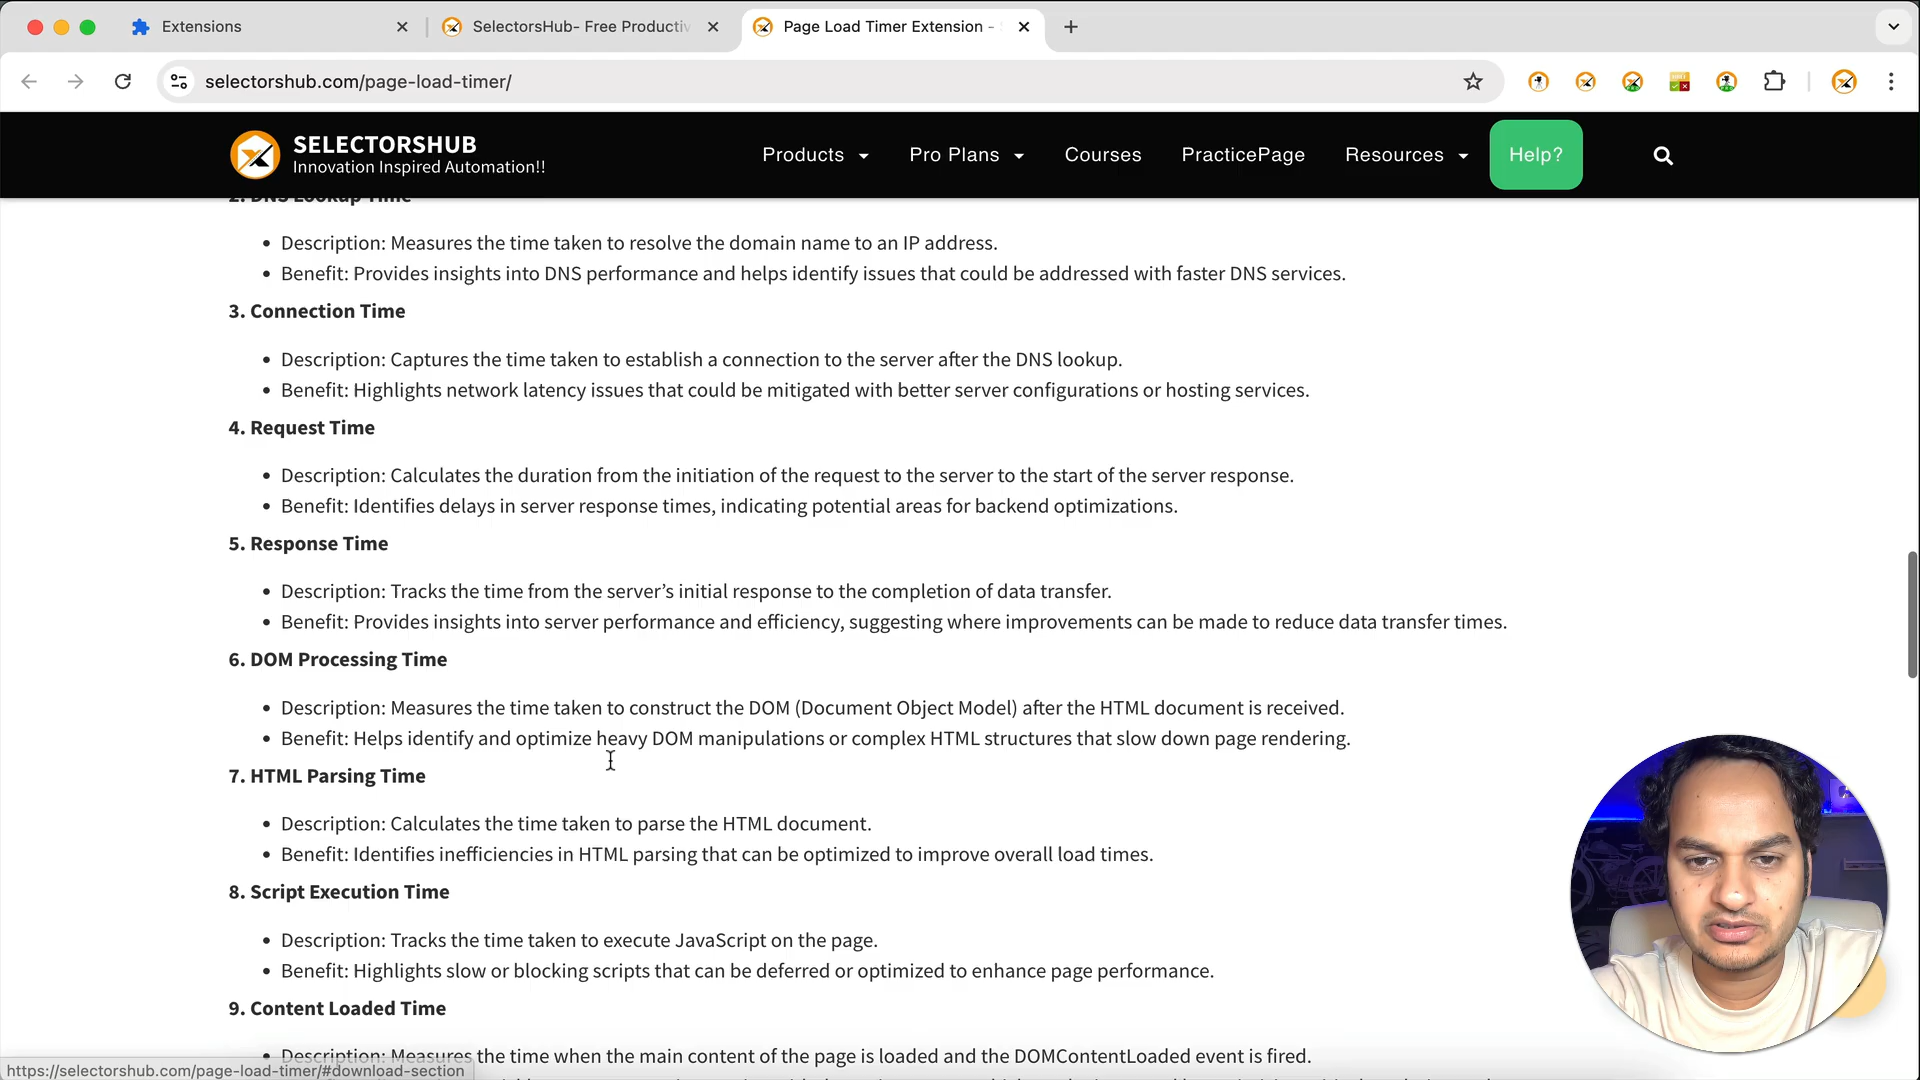 Extensions
SelectorsHub- Free Productiv
Page Load Timer Extension -
selectorshub.com/page-load-timer/
SELECTORSHUB
Innovation Inspired Automation!!
Products
Pro Plans
Courses
PracticePage
Resources
Help?
2. DNS Lookup Time
• Description: Measures the time taken to resolve the domain name to an IP address.
• Benefit: Provides insights into DNS performance and helps identify issues that could be addressed with faster DNS services.
3. Connection Time
• Description: Captures the time taken to establish a connection to the server after the DNS lookup.
• Benefit: Highlights network latency issues that could be mitigated with better server configurations or hosting services.
4. Request Time
• Description: Calculates the duration from the initiation of the request to the server to the start of the server response.
• Benefit: Identifies delays in server response times, indicating potential areas for backend optimizations.
5. Response Time
• Description: Tracks the time from the server’s initial response to the completion of data transfer.
• Benefit: Provides insights into server performance and efficiency, suggesting where improvements can be made to reduce data transfer times.
6. DOM Processing Time
• Description: Measures the time taken to construct the DOM (Document Object Model) after the HTML document is received.
• Benefit: Helps identify and optimize heavy DOM manipulations or complex HTML structures that slow down page rendering.
7. HTML Parsing Time
• Description: Calculates the time taken to parse the HTML document.
• Benefit: Identifies inefficiencies in HTML parsing that can be optimized to improve overall load times.
8. Script Execution Time
• Description: Tracks the time taken to execute JavaScript on the page.
• Benefit: Highlights slow or blocking scripts that can be deferred or optimized to enhance page performance.
9. Content Loaded Time
• Description: Measures the time when the main content of the page is loaded and the DOMContentLoaded event is fired.
https://selectorshub.com/page-load-timer/#download-section